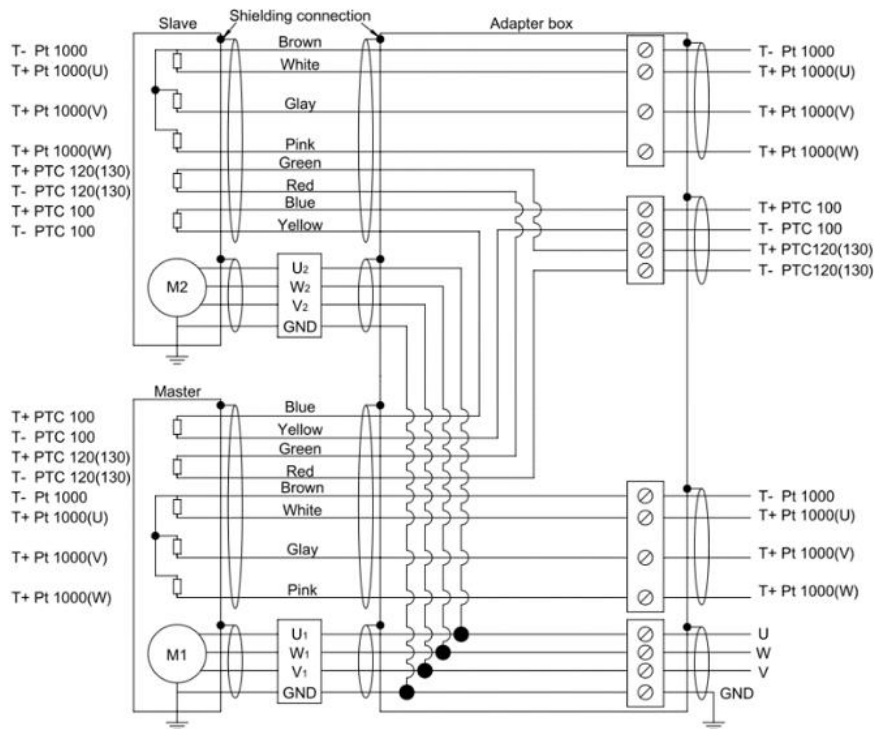 Slave Shielding connection Adapter box
T- Pt 1000 Brown T- Pt 1000
T+ Pt 1000(U) White T+ Pt 1000(U)
T+ Pt 1000(V) Glay T+ Pt 1000(V)
T+ Pt 1000(W) Pink T+ Pt 1000(W)
T+ PTC 120(130) Green
T- PTC 120(130) Red
T+ PTC 100 Blue T+ PTC 100
T- PTC 100 Yellow T- PTC 100
T+ PTC120(130)
T- PTC120(130)
M2
U2
W2
V2
GND
Master
T+ PTC 100 Blue
T- PTC 100 Yellow
T+ PTC 120(130) Green
T- PTC 120(130) Red
T- Pt 1000 Brown T- Pt 1000
T+ Pt 1000(U) White T+ Pt 1000(U)
T+ Pt 1000(V) Glay T+ Pt 1000(V)
T+ Pt 1000(W) Pink T+ Pt 1000(W)
M1
U1 U
W1 W
V1 V
GND GND